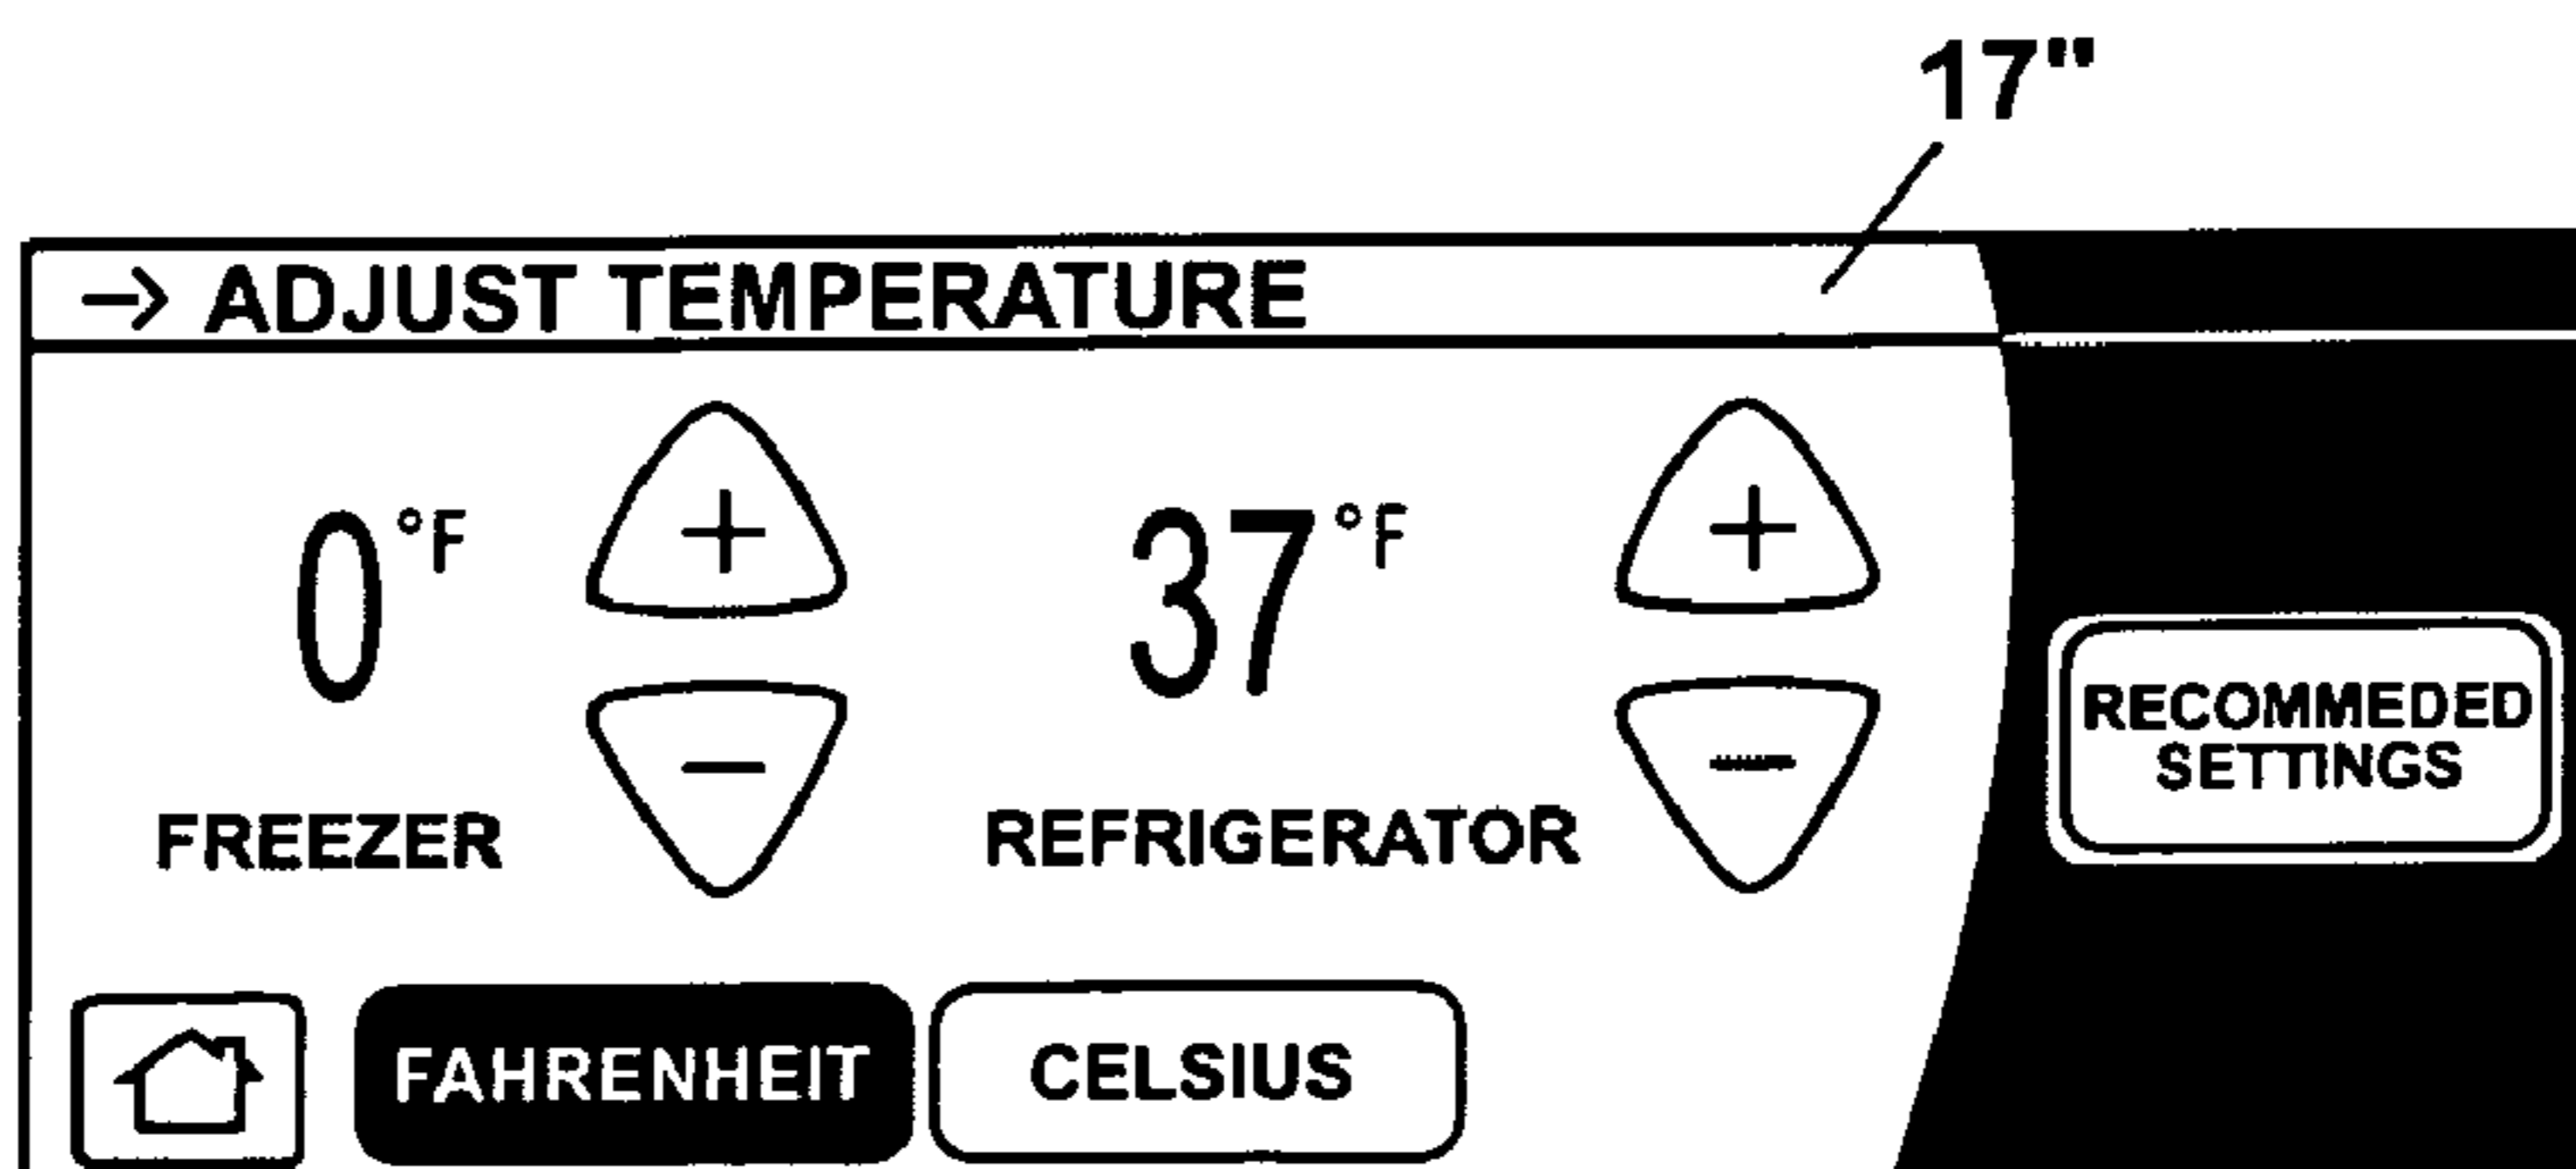 17"
→ ADJUST TEMPERATURE
0 °F
37 °F
FREEZER
REFRIGERATOR
RECOMMEDED
SETTINGS
FAHRENHEIT
CELSIUS